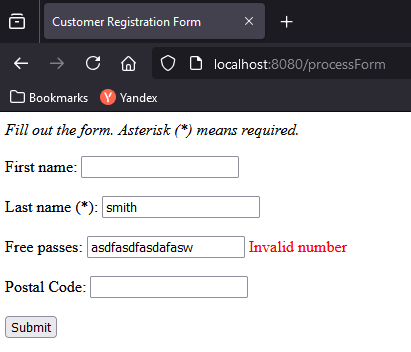 Customer Registration Form
localhost:8080/processForm
Bookmarks Yandex
Fill out the form. Asterisk (*) means required.
First name:
Last name (*): smith
Free passes: asdfasdfasdafasw Invalid number
Postal Code:
Submit